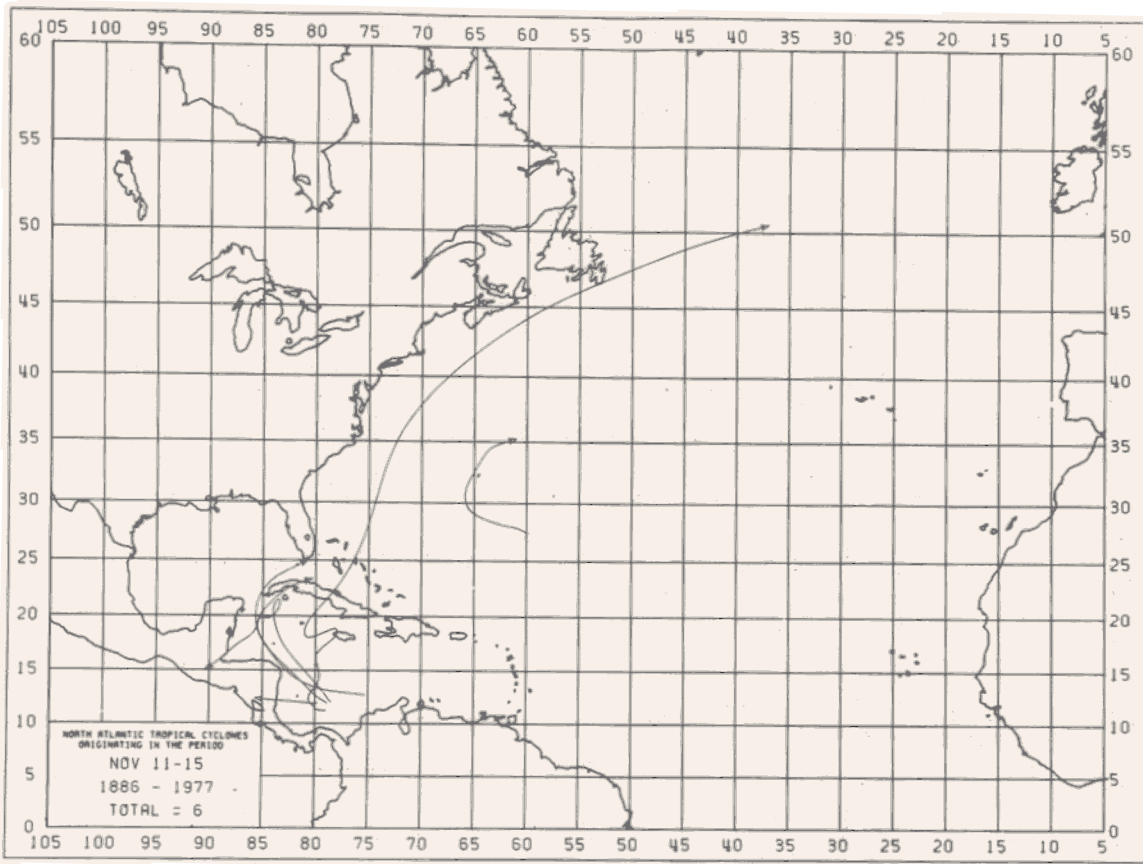 105 100 95 90 85 80 75 70 65 60 55 50 45 40 35 30 25 20 15 10 5
60 60
55 55
50 50
45 45
40 40
35 35
30 30
25 25
20 20
15 15
10 10
NORTH ATLANTIC TROPICAL CYCLONES
ORIGINATING IN THE PERIOD
NOV 11-15
5 5
1886 - 1977
TOTAL = 6
0 0
105 100 95 90 85 80 75 70 65 60 55 50 45 40 35 30 25 20 15 10 5